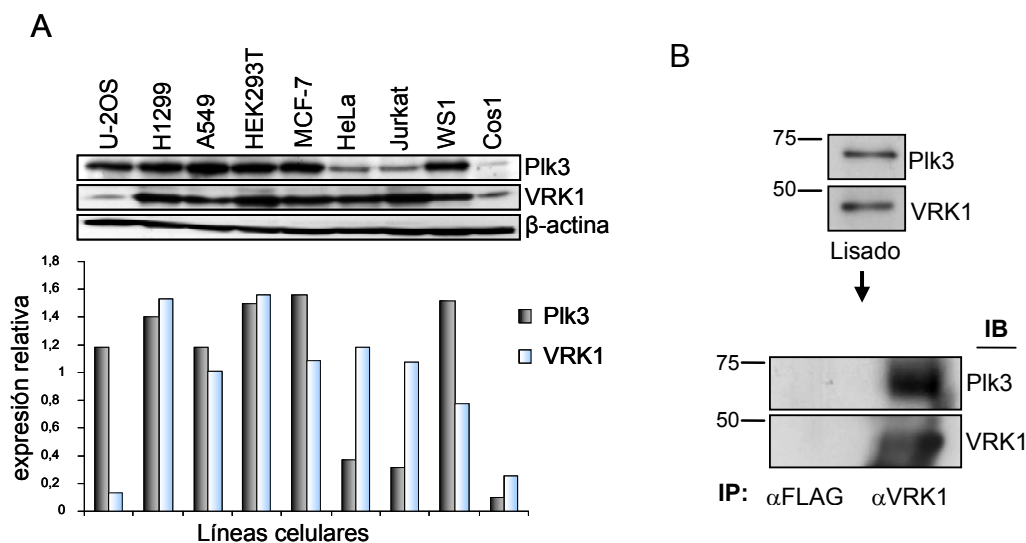 A
U-2OS
H1299
A549
HEK293T
MCF-7
HeLa
Jurkat
WS1
Cos1
Plk3
VRK1
β-actina
1,8
1,6
1,4
1,2
1
0,8
0,6
0,4
0,2
0
expresión relativa
Líneas celulares
Plk3
VRK1
B
75
Plk3
50
VRK1
Lisado
IB
75
Plk3
50
VRK1
IP: αFLAG αVRK1